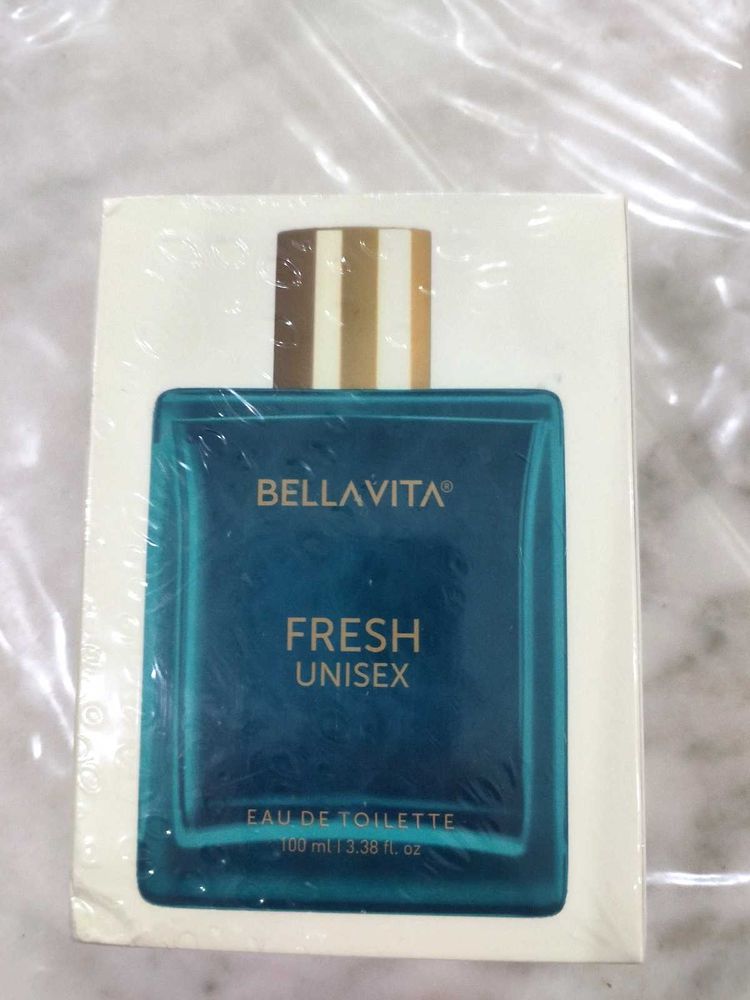 BELLAVITA®
FRESH
UNISEX
EAU DE TOILETTE
100 ml | 3.38 fl. oz